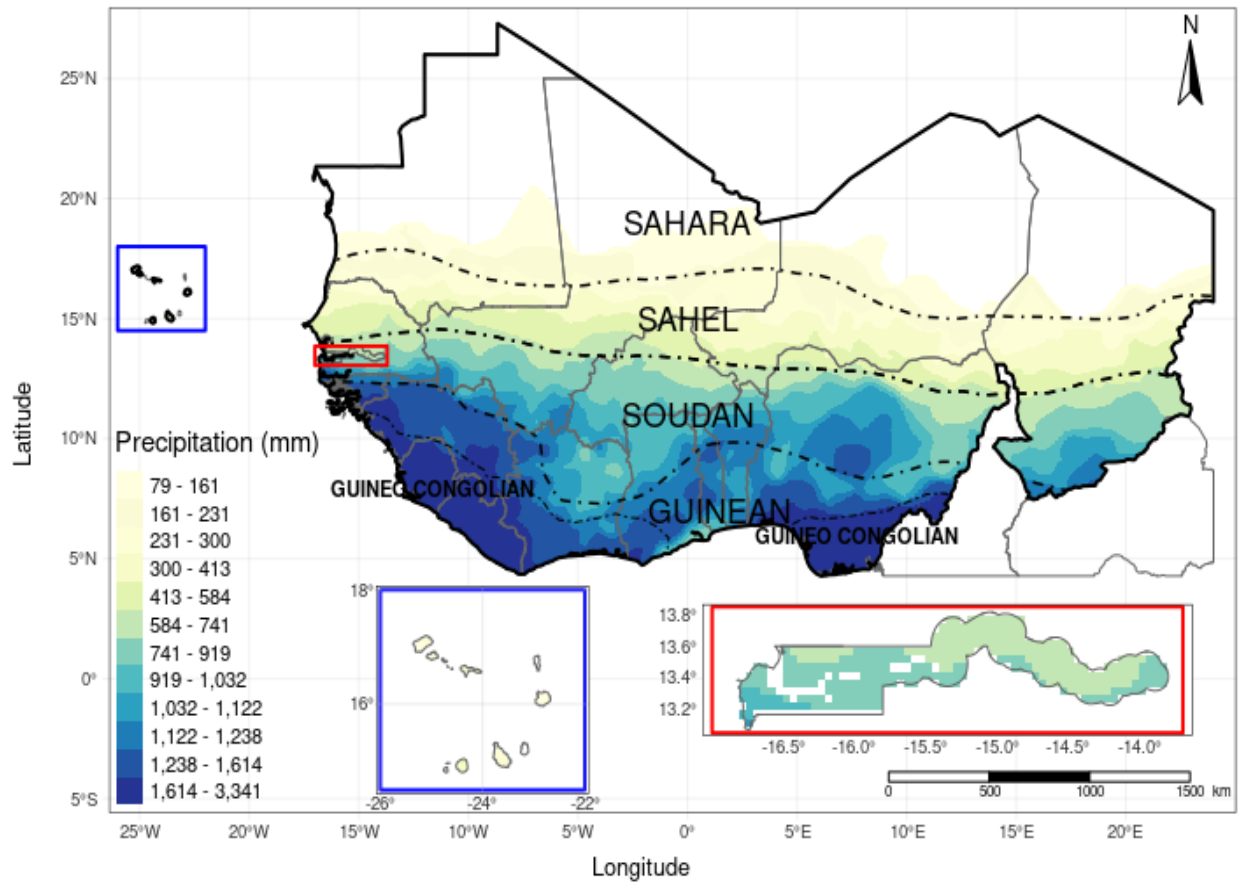 N
25°N
20°N
15°N
10°N
5°N
0°
5°S
Latitude
SAHARA
SAHEL
SOUDAN
GUINEAN
GUINEO CONGOLIAN
GUINEO CONGOLIAN
Precipitation (mm)
79 - 161
161 - 231
231 - 300
300 - 413
413 - 584
584 - 741
741 - 919
919 - 1,032
1,032 - 1,122
1,122 - 1,238
1,238 - 1,614
1,614 - 3,341
18°
16°
-26° -24° -22°
13.8°
13.6°
13.4°
13.2°
-16.5° -16.0° -15.5° -15.0° -14.5° -14.0°
0 500 1000 1500 km
25°W 20°W 15°W 10°W 5°W 0° 5°E 10°E 15°E 20°E
Longitude